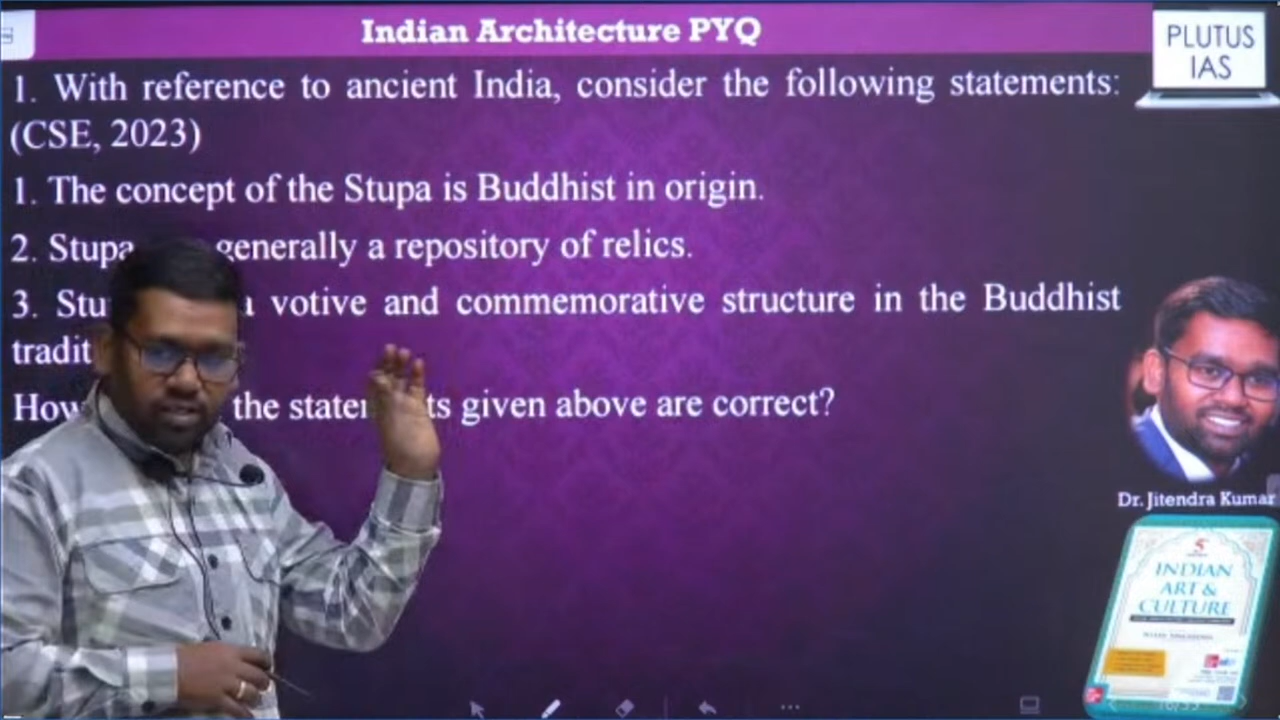 Indian Architecture PYQ
PLUTUS
IAS
1. With reference to ancient India, consider the following statements:
(CSE, 2023)
1. The concept of the Stupa is Buddhist in origin.
2. Stupa generally a repository of relics.
3. Stu a votive and commemorative structure in the Buddhist
tradit
How the statements given above are correct?
Dr. Jitendra Kumar
INDIAN
ART &
CULTURE